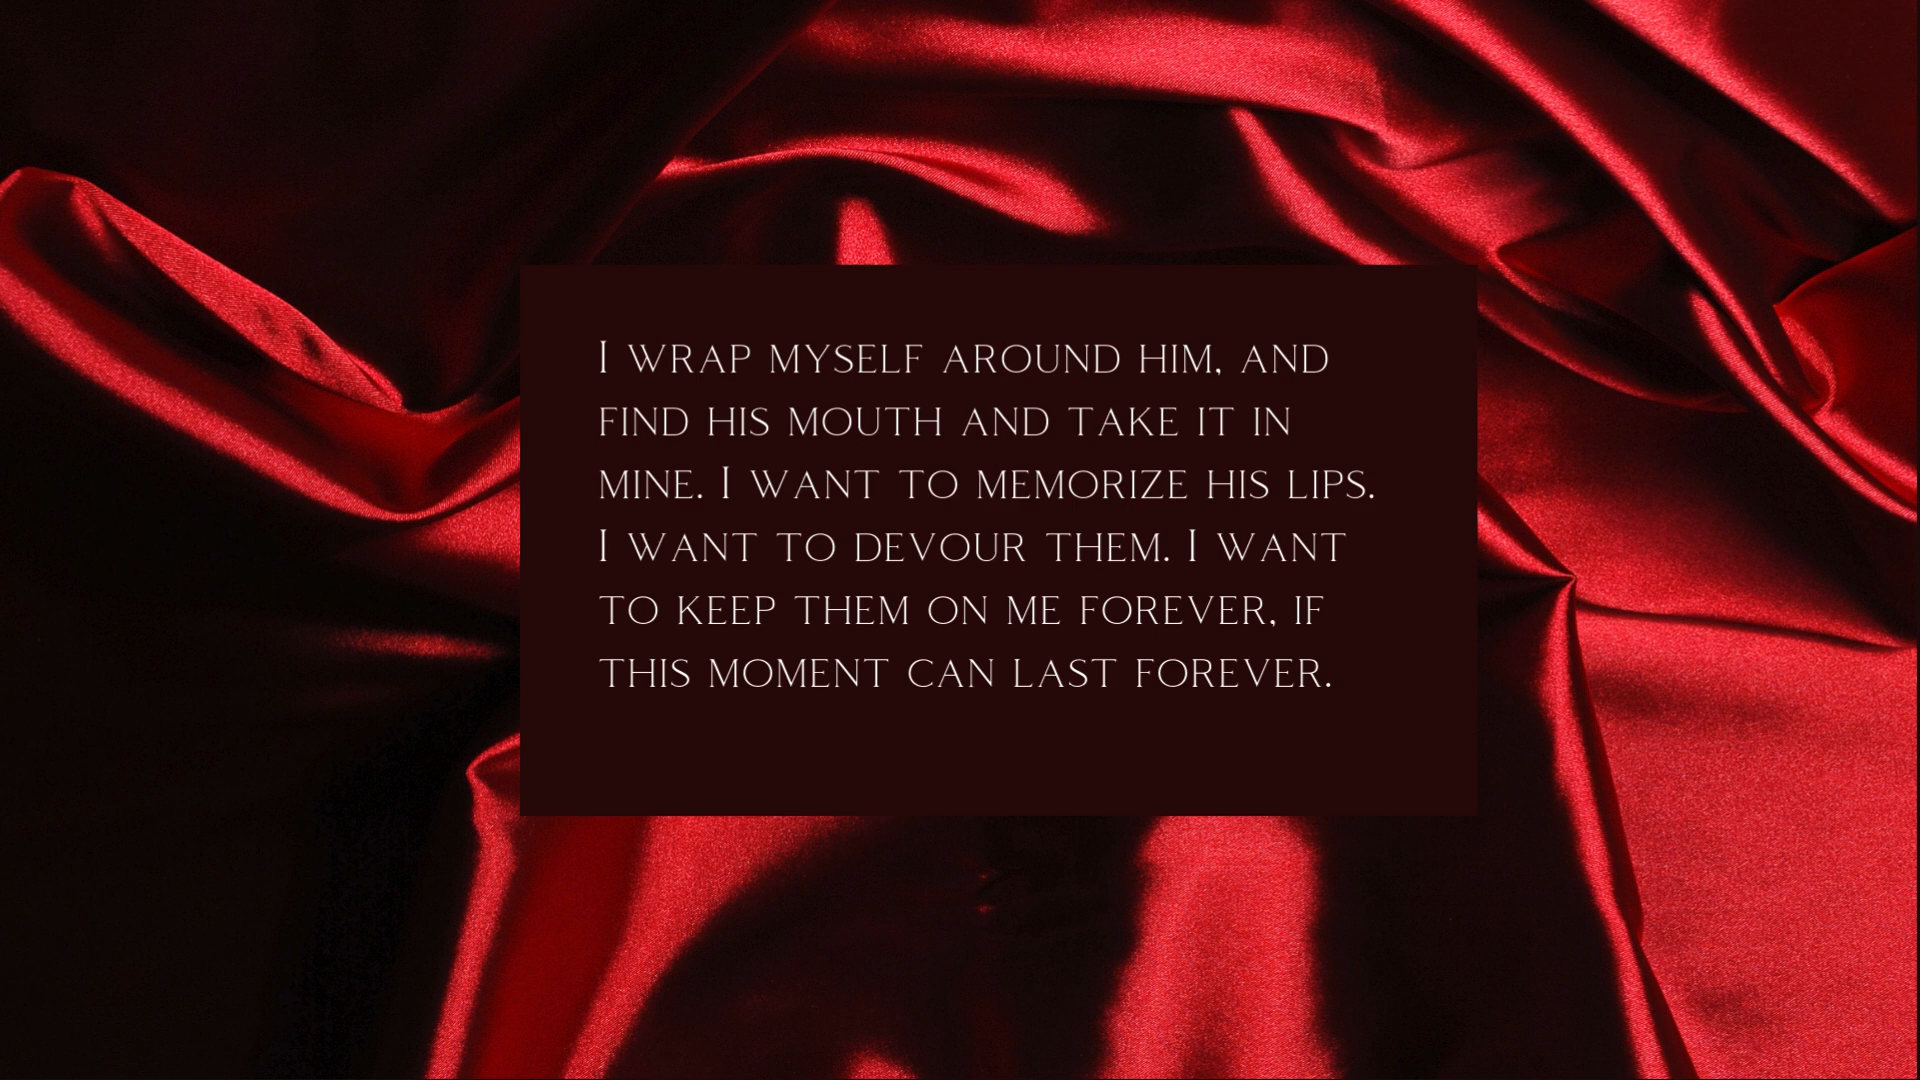 I WRAP MYSELF AROUND HIM, AND
FIND HIS MOUTH AND TAKE IT IN
MINE. I WANT TO MEMORIZE HIS LIPS.
I WANT TO DEVOUR THEM. I WANT
TO KEEP THEM ON ME FOREVER, IF
THIS MOMENT CAN LAST FOREVER.